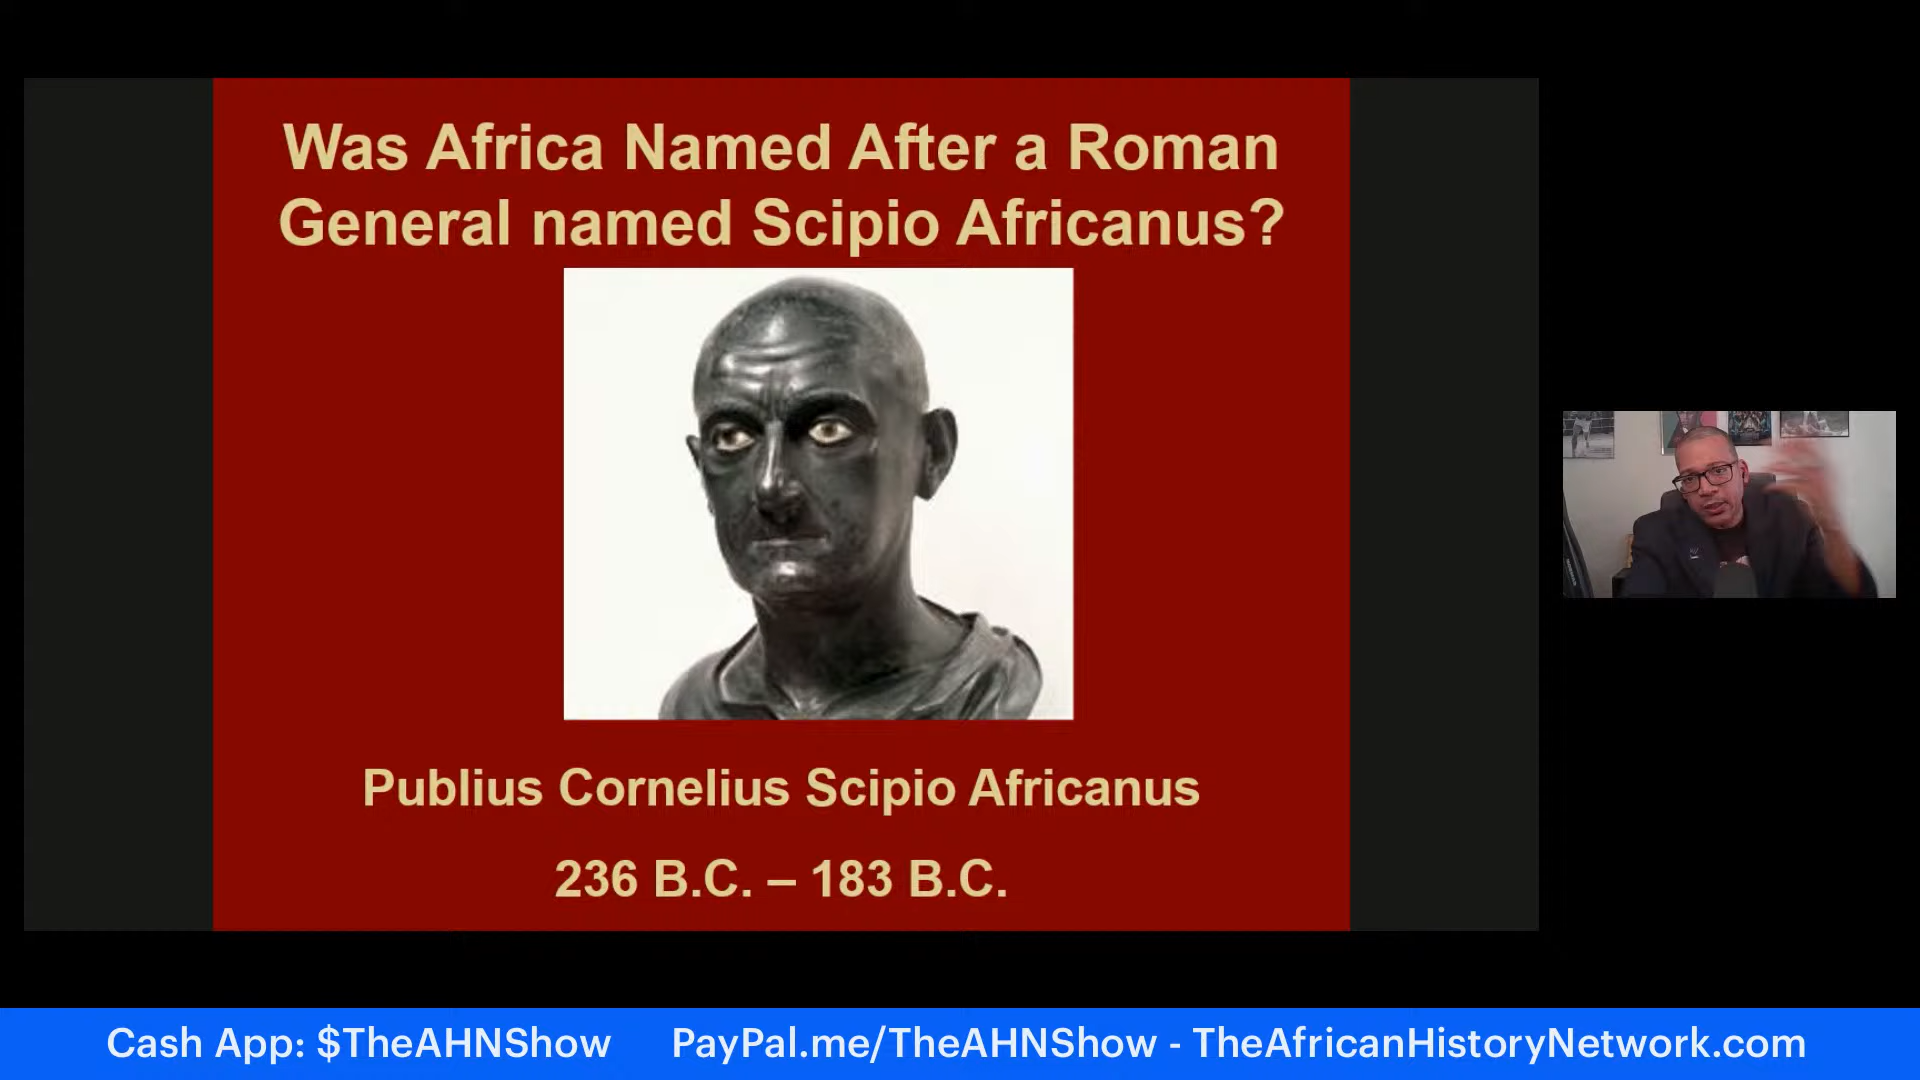 Was Africa Named After a Roman
General named Scipio Africanus?
Publius Cornelius Scipio Africanus
236 B.C. – 183 B.C.
Cash App: $TheAHNShow PayPal.me/TheAHNShow - TheAfricanHistoryNetwork.com